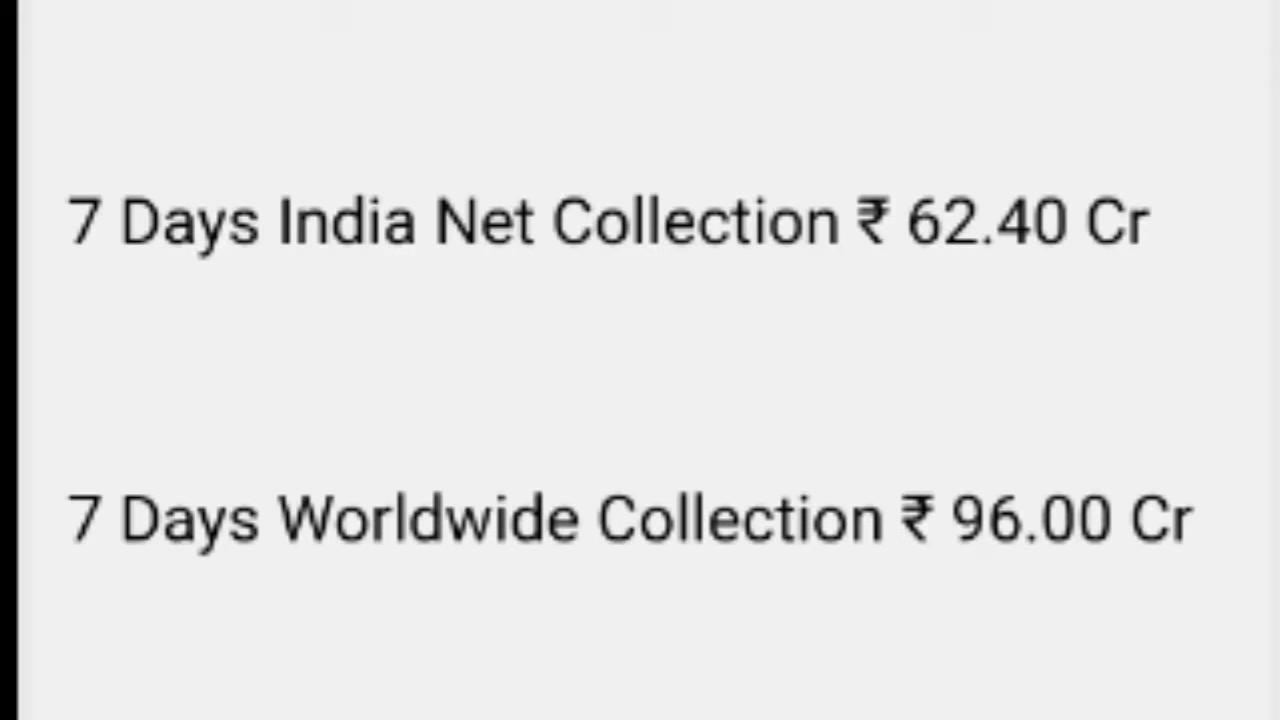 7 Days India Net Collection ₹ 62.40 Cr
7 Days Worldwide Collection ₹ 96.00 Cr